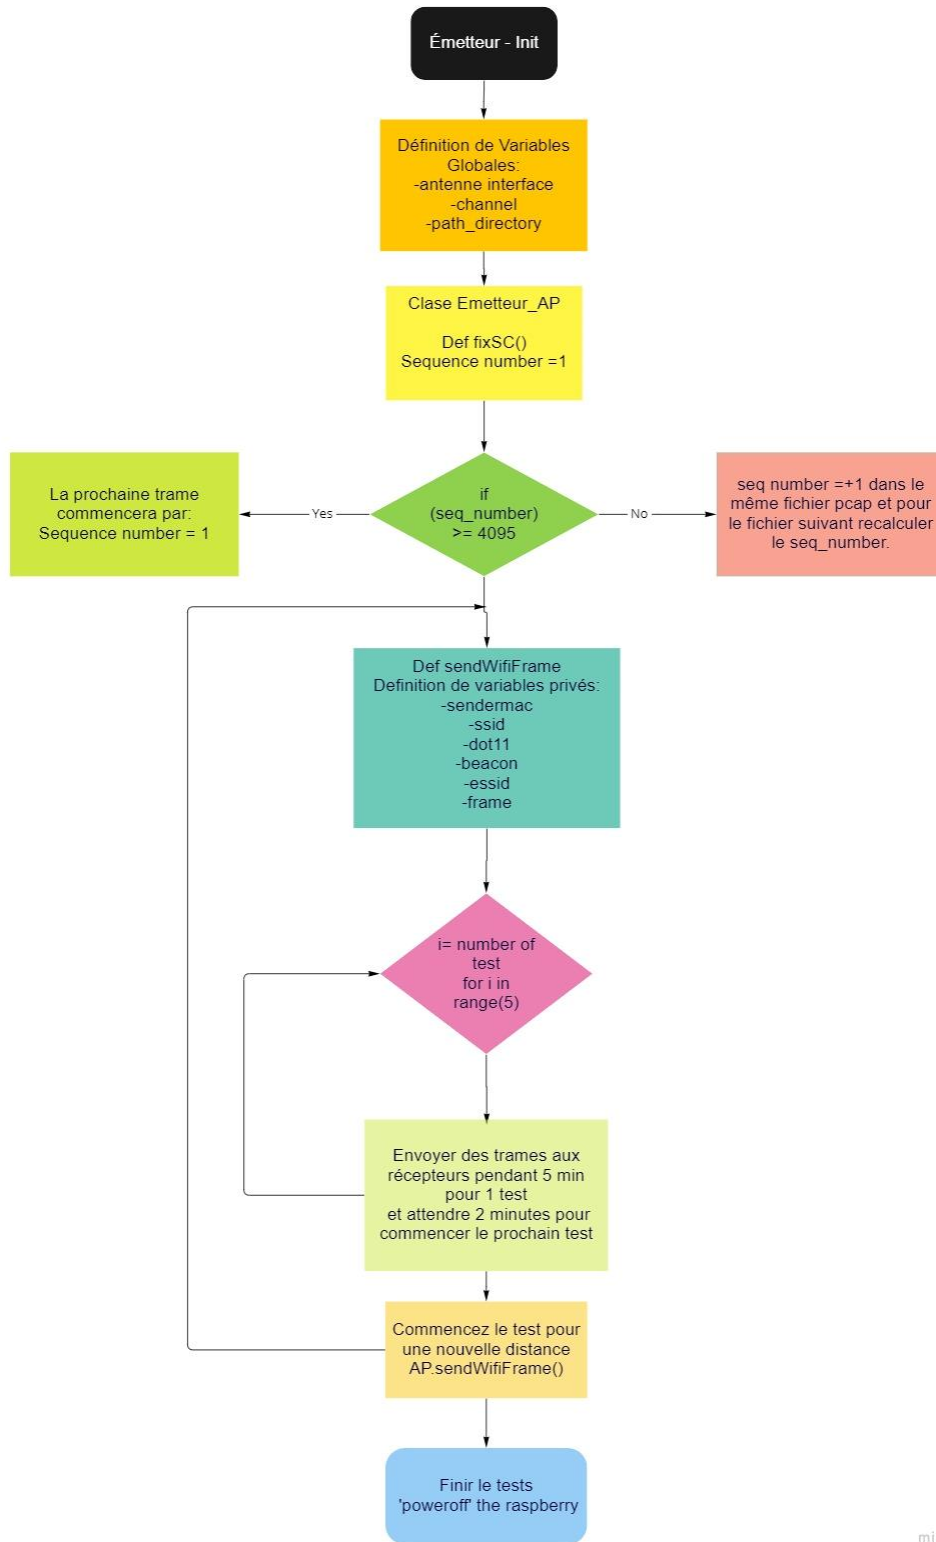 Émetteur - Init
Définition de Variables
Globales:
-antenne interface
-channel
-path_directory
Clase Emetteur_AP
Def fixSC()
Sequence number =1
La prochaine trame
commencera par:
Sequence number = 1
Yes
if
(seq_number)
>= 4095
No
seq number =+1 dans le
même fichier pcap et pour
le fichier suivant recalculer
le seq_number.
Def sendWifiFrame
Definition de variables privés:
-sendermac
-ssid
-dot11
-beacon
-essid
-frame
i= number of
test
for i in
range(5)
Envoyer des trames aux
récepteurs pendant 5 min
pour 1 test
et attendre 2 minutes pour
commencer le prochain test
Commencez le test pour
une nouvelle distance
AP.sendWifiFrame()
Finir le tests
'poweroff' the raspberry
mi